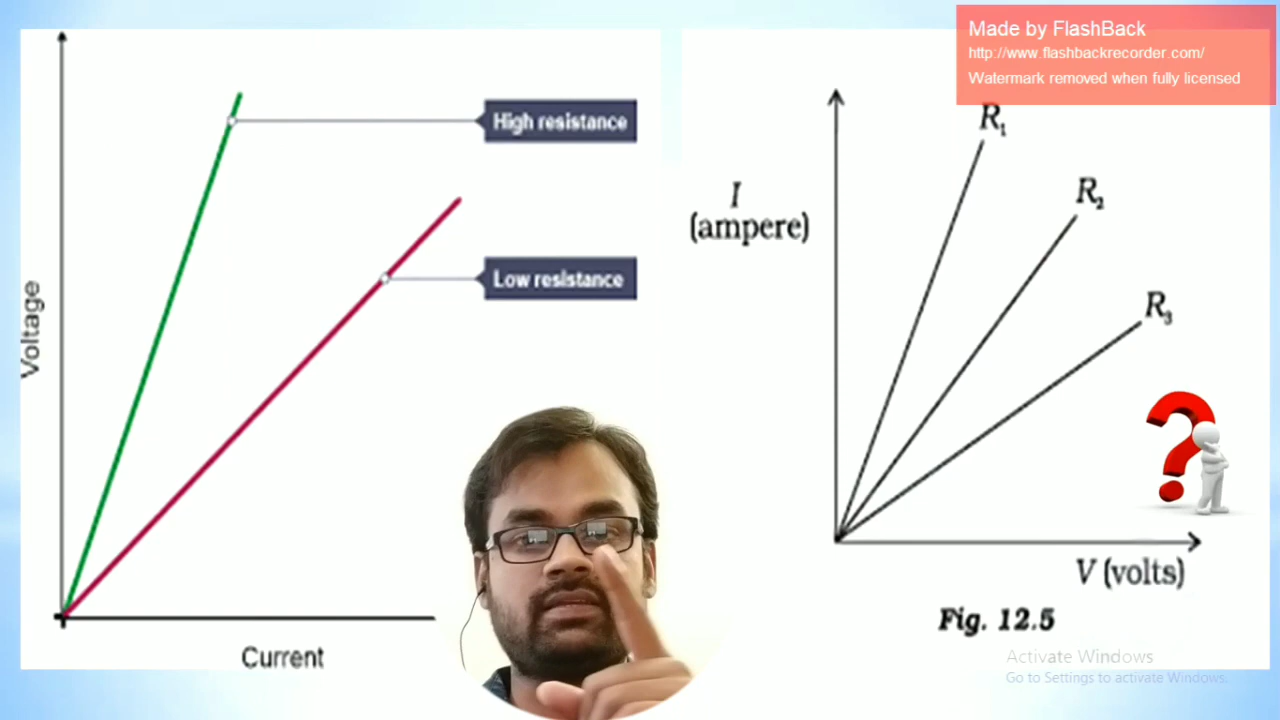 Made by FlashBack
http://www.flashbackrecorder.com/
Watermark removed when fully licensed
High resistance
Low resistance
Voltage
Current
R₁
R₂
R₃
I
(ampere)
V (volts)
Fig. 12.5
Activate Windows
Go to Settings to activate Windows.